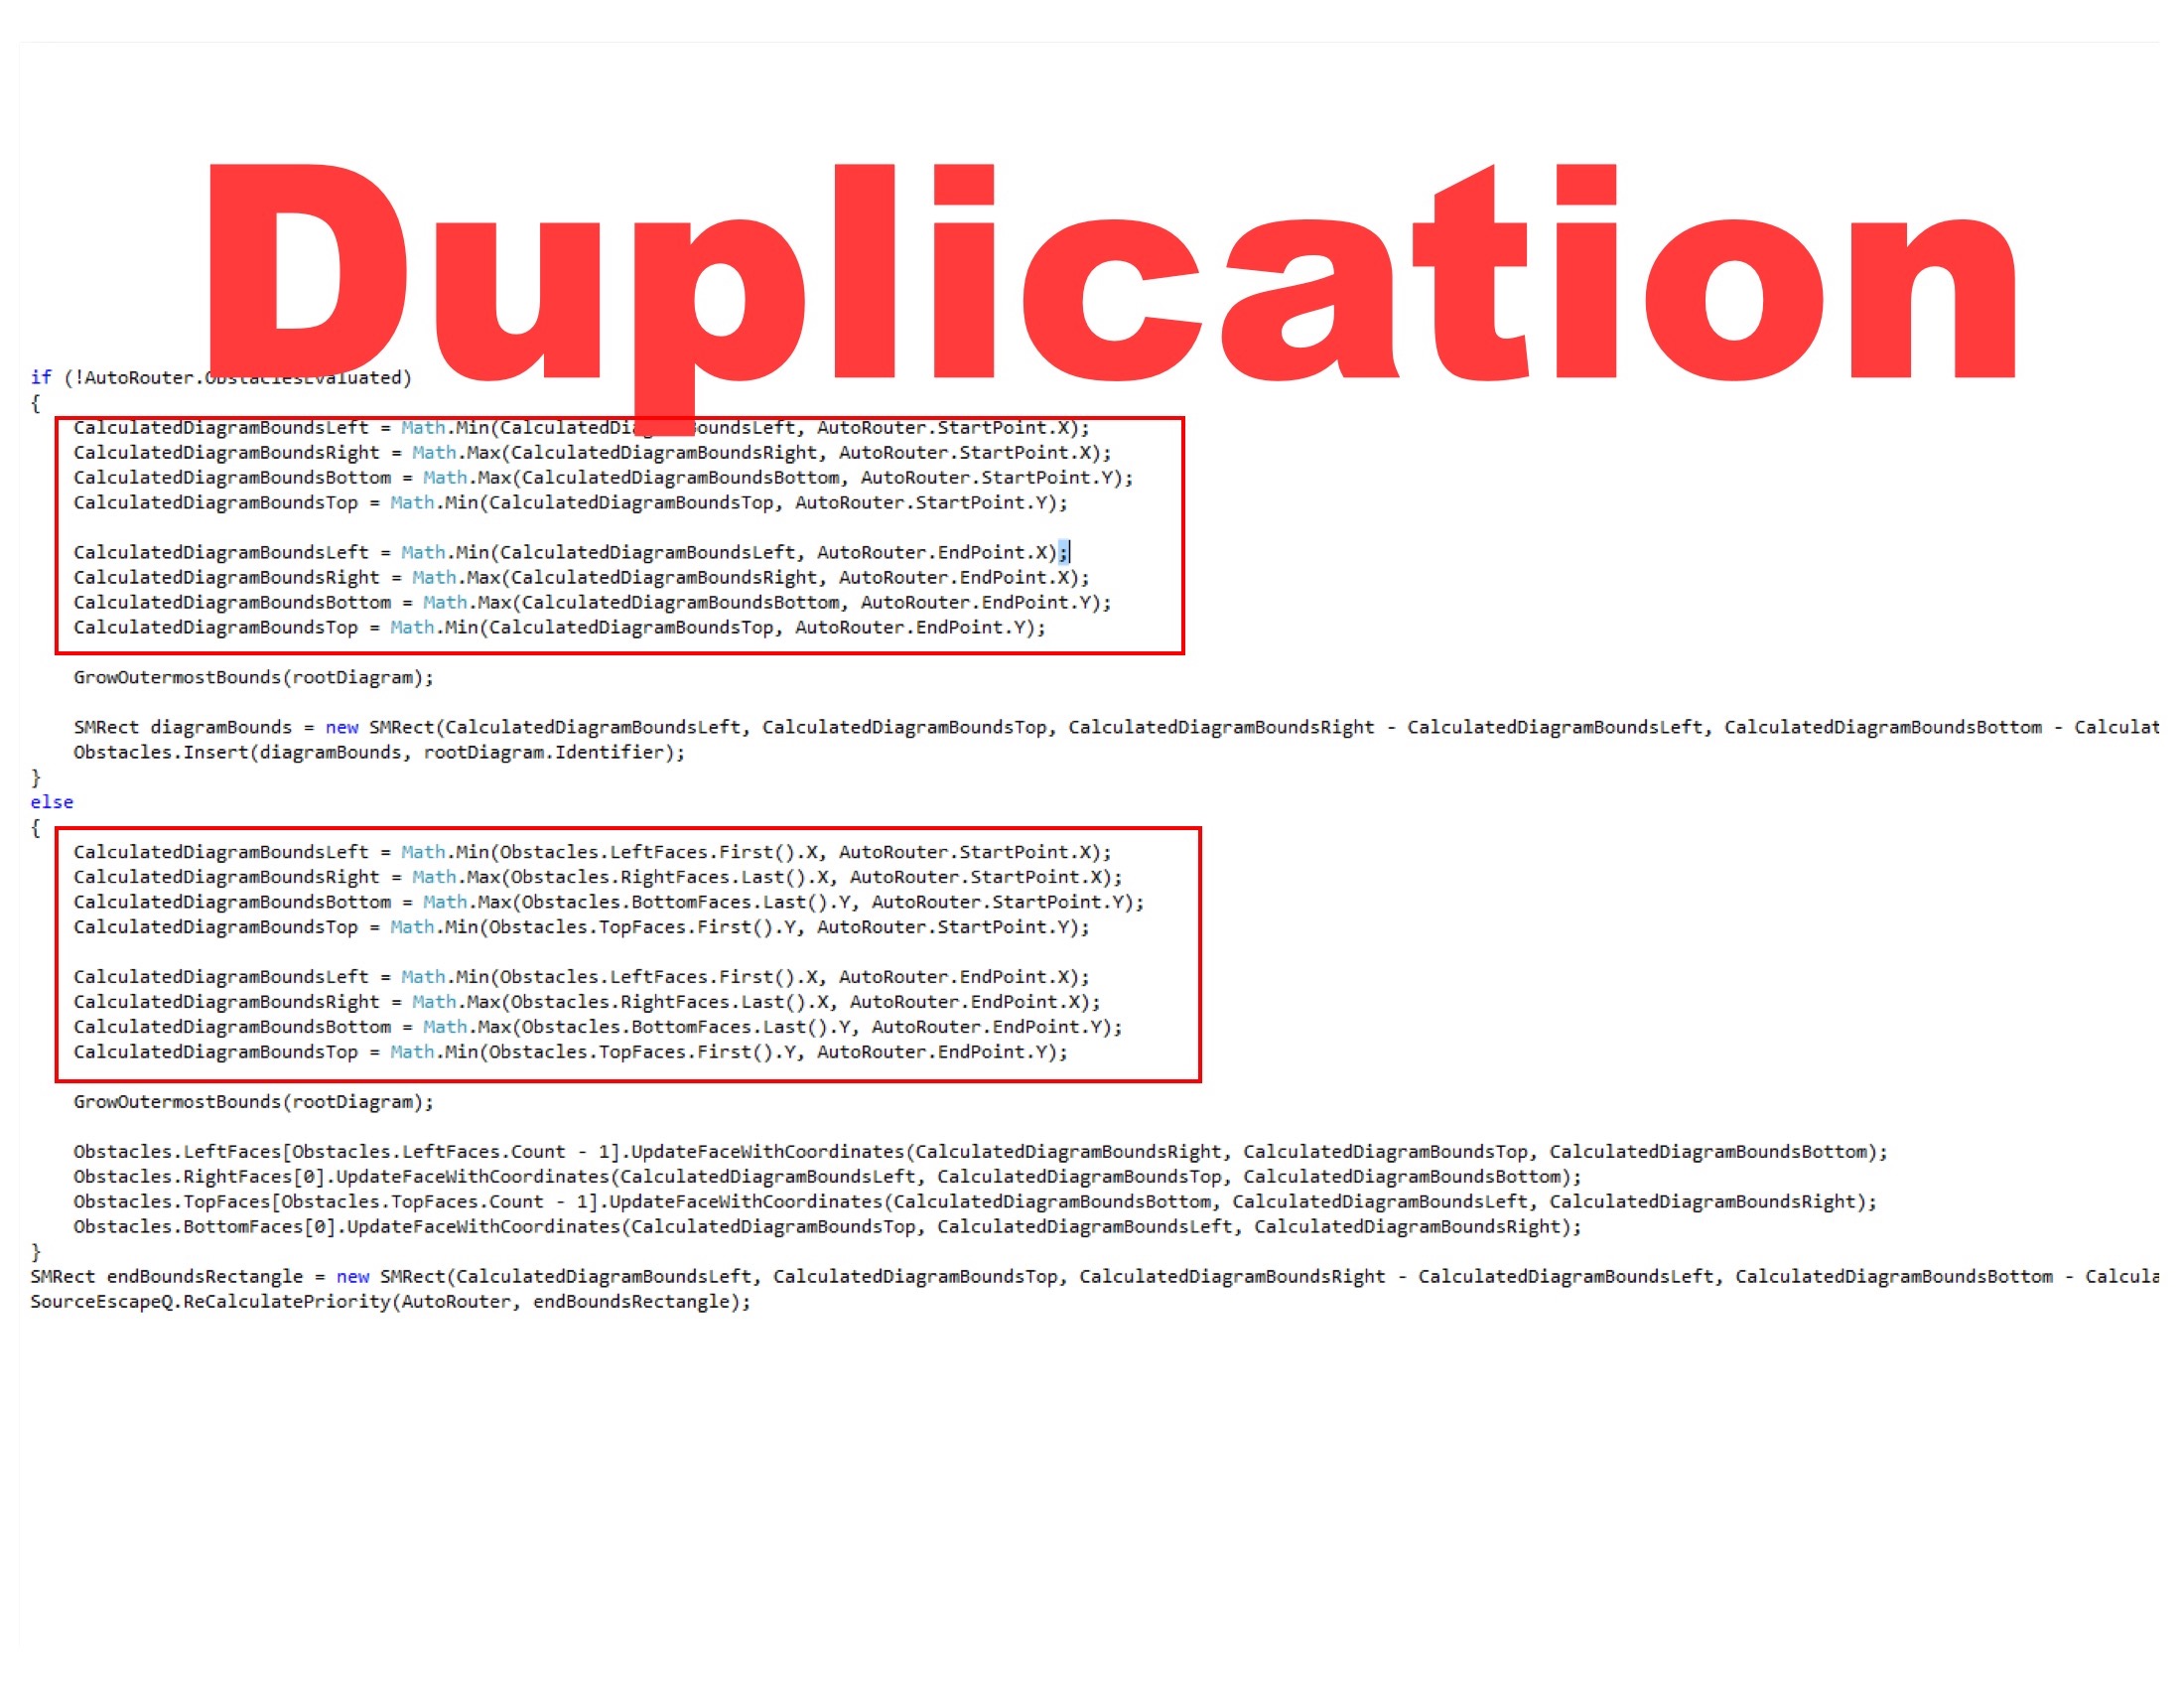 Duplication
if (!AutoRouter.ObstaclesEvaluated)
{
CalculatedDiagramBoundsLeft = Math.Min(CalculatedDiagramBoundsLeft, AutoRouter.StartPoint.X);
CalculatedDiagramBoundsRight = Math.Max(CalculatedDiagramBoundsRight, AutoRouter.StartPoint.X);
CalculatedDiagramBoundsBottom = Math.Max(CalculatedDiagramBoundsBottom, AutoRouter.StartPoint.Y);
CalculatedDiagramBoundsTop = Math.Min(CalculatedDiagramBoundsTop, AutoRouter.StartPoint.Y);
CalculatedDiagramBoundsLeft = Math.Min(CalculatedDiagramBoundsLeft, AutoRouter.EndPoint.X);
CalculatedDiagramBoundsRight = Math.Max(CalculatedDiagramBoundsRight, AutoRouter.EndPoint.X);
CalculatedDiagramBoundsBottom = Math.Max(CalculatedDiagramBoundsBottom, AutoRouter.EndPoint.Y);
CalculatedDiagramBoundsTop = Math.Min(CalculatedDiagramBoundsTop, AutoRouter.EndPoint.Y);
GrowOutermostBounds(rootDiagram);
SMRect diagramBounds = new SMRect(CalculatedDiagramBoundsLeft, CalculatedDiagramBoundsTop, CalculatedDiagramBoundsRight - CalculatedDiagramBoundsLeft, CalculatedDiagramBoundsBottom - Calculat
Obstacles.Insert(diagramBounds, rootDiagram.Identifier);
}
else
{
CalculatedDiagramBoundsLeft = Math.Min(Obstacles.LeftFaces.First().X, AutoRouter.StartPoint.X);
CalculatedDiagramBoundsRight = Math.Max(Obstacles.RightFaces.Last().X, AutoRouter.StartPoint.X);
CalculatedDiagramBoundsBottom = Math.Max(Obstacles.BottomFaces.Last().Y, AutoRouter.StartPoint.Y);
CalculatedDiagramBoundsTop = Math.Min(Obstacles.TopFaces.First().Y, AutoRouter.StartPoint.Y);
CalculatedDiagramBoundsLeft = Math.Min(Obstacles.LeftFaces.First().X, AutoRouter.EndPoint.X);
CalculatedDiagramBoundsRight = Math.Max(Obstacles.RightFaces.Last().X, AutoRouter.EndPoint.X);
CalculatedDiagramBoundsBottom = Math.Max(Obstacles.BottomFaces.Last().Y, AutoRouter.EndPoint.Y);
CalculatedDiagramBoundsTop = Math.Min(Obstacles.TopFaces.First().Y, AutoRouter.EndPoint.Y);
GrowOutermostBounds(rootDiagram);
Obstacles.LeftFaces[Obstacles.LeftFaces.Count - 1].UpdateFaceWithCoordinates(CalculatedDiagramBoundsRight, CalculatedDiagramBoundsTop, CalculatedDiagramBoundsBottom);
Obstacles.RightFaces[0].UpdateFaceWithCoordinates(CalculatedDiagramBoundsLeft, CalculatedDiagramBoundsTop, CalculatedDiagramBoundsBottom);
Obstacles.TopFaces[Obstacles.TopFaces.Count - 1].UpdateFaceWithCoordinates(CalculatedDiagramBoundsBottom, CalculatedDiagramBoundsLeft, CalculatedDiagramBoundsRight);
Obstacles.BottomFaces[0].UpdateFaceWithCoordinates(CalculatedDiagramBoundsTop, CalculatedDiagramBoundsLeft, CalculatedDiagramBoundsRight);
}
SMRect endBoundsRectangle = new SMRect(CalculatedDiagramBoundsLeft, CalculatedDiagramBoundsTop, CalculatedDiagramBoundsRight - CalculatedDiagramBoundsLeft, CalculatedDiagramBoundsBottom - Calcula
SourceEscapeQ.ReCalculatePriority(AutoRouter, endBoundsRectangle);